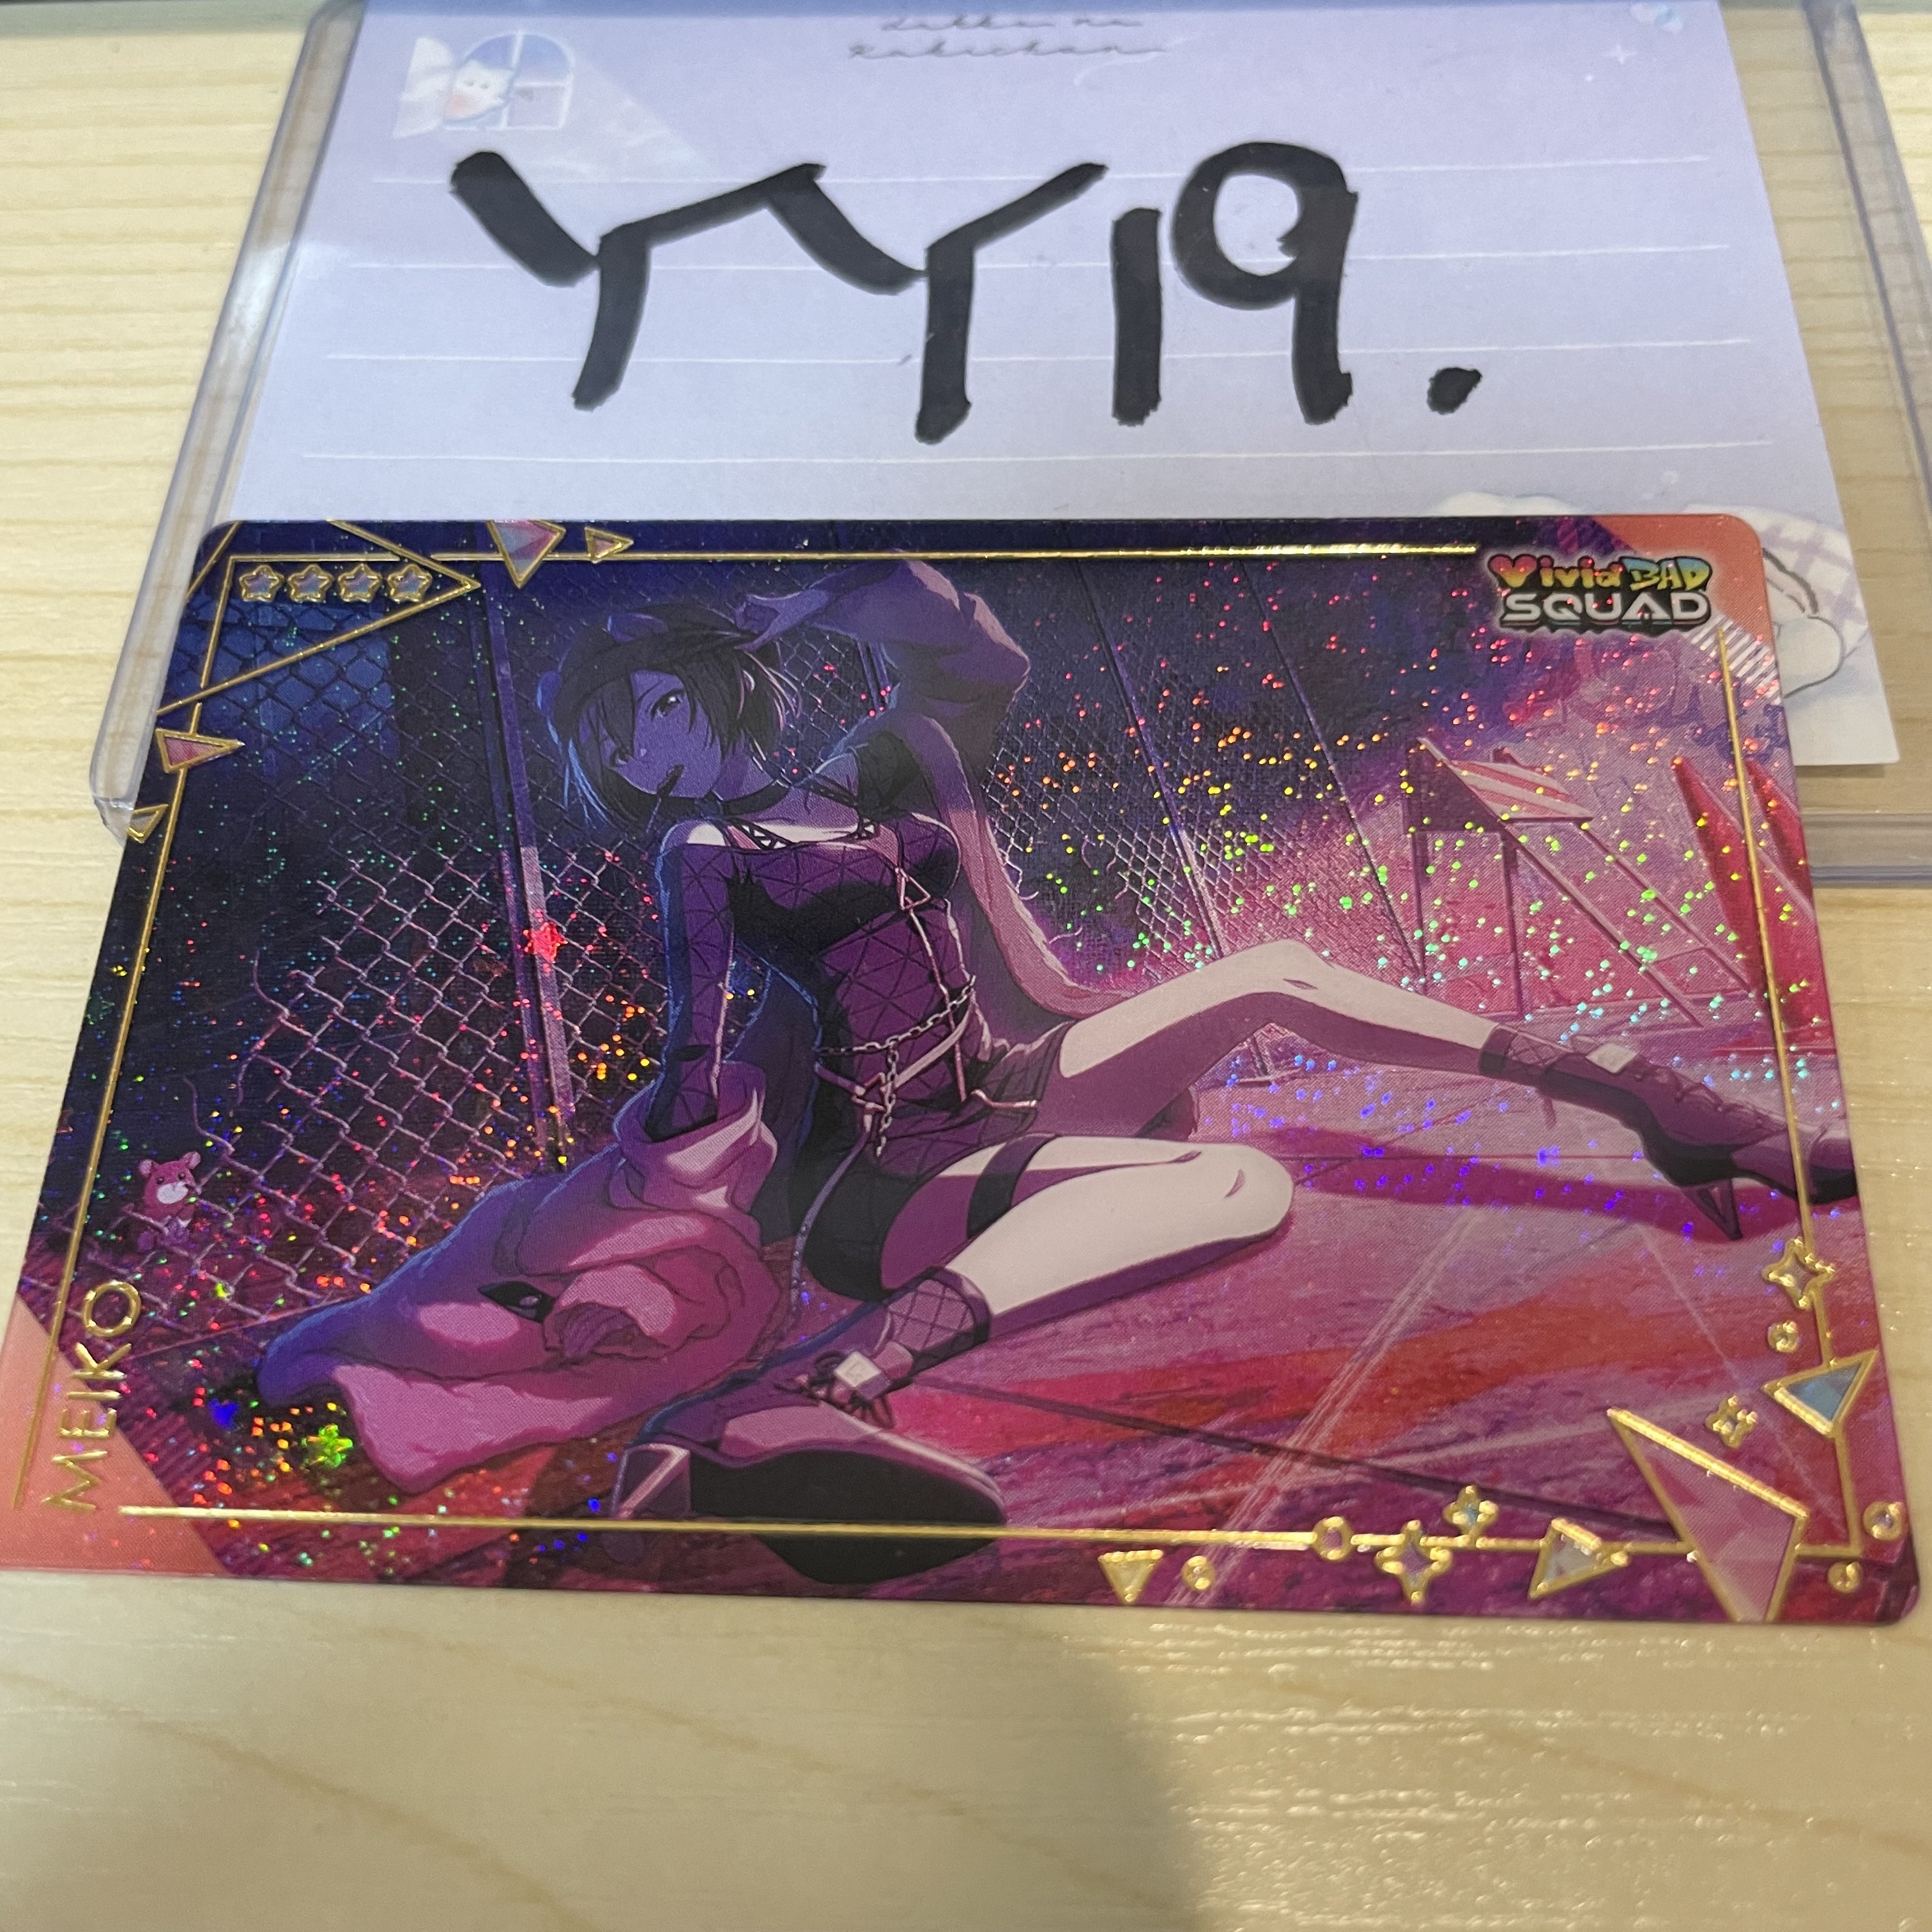 YY19.
Vivid BAD
SQUAD
MEIKO